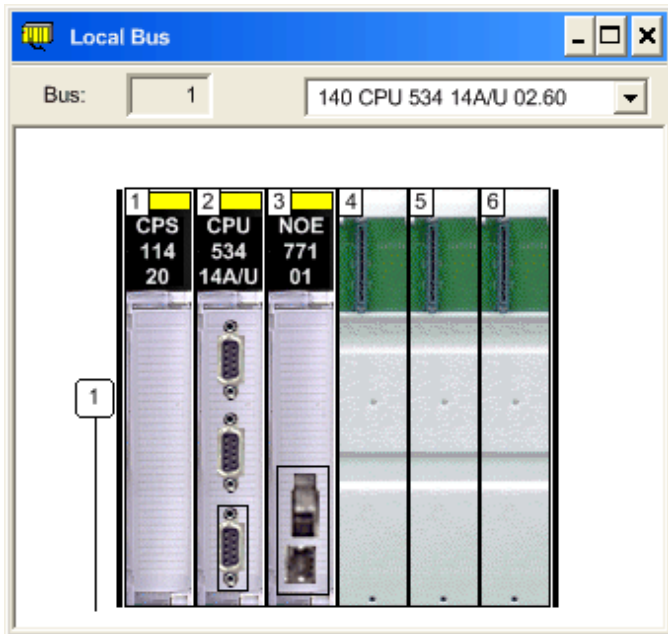 Local Bus
Bus: 1 140 CPU 534 14A/U 02.60
1 2 3 4 5 6
CPS CPU NOE
114 534 771
20 14A/U 01
1